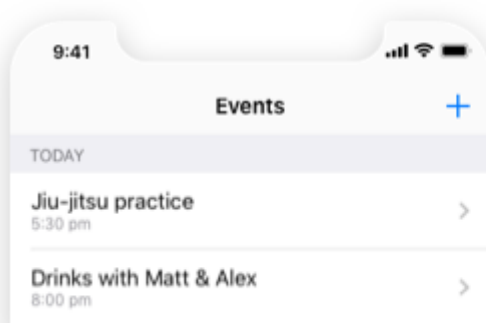 9:41
Events
TODAY
Jiu-jitsu practice
5:30 pm
Drinks with Matt & Alex
8:00 pm